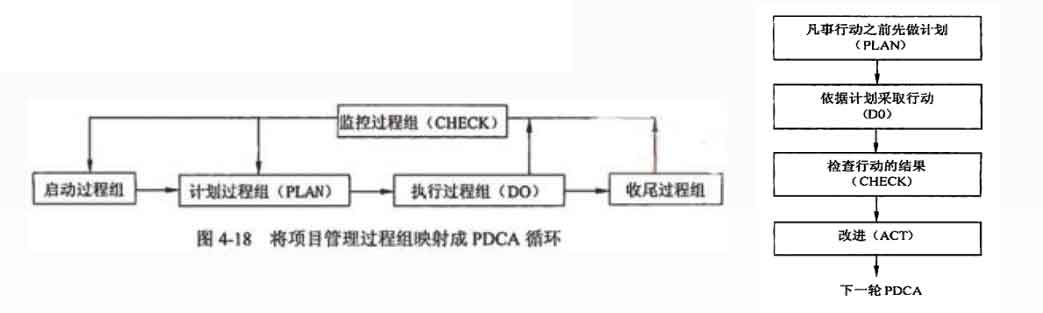 监控过程组（CHECK）
启动过程组
计划过程组（PLAN）
执行过程组（DO）
收尾过程组
图 4-18 将项目管理过程组映射成 PDCA 循环
凡事行动之前先做计划
（PLAN）
依据计划采取行动
（D0）
检查行动的结果
（CHECK）
改进（ACT）
下一轮 PDCA